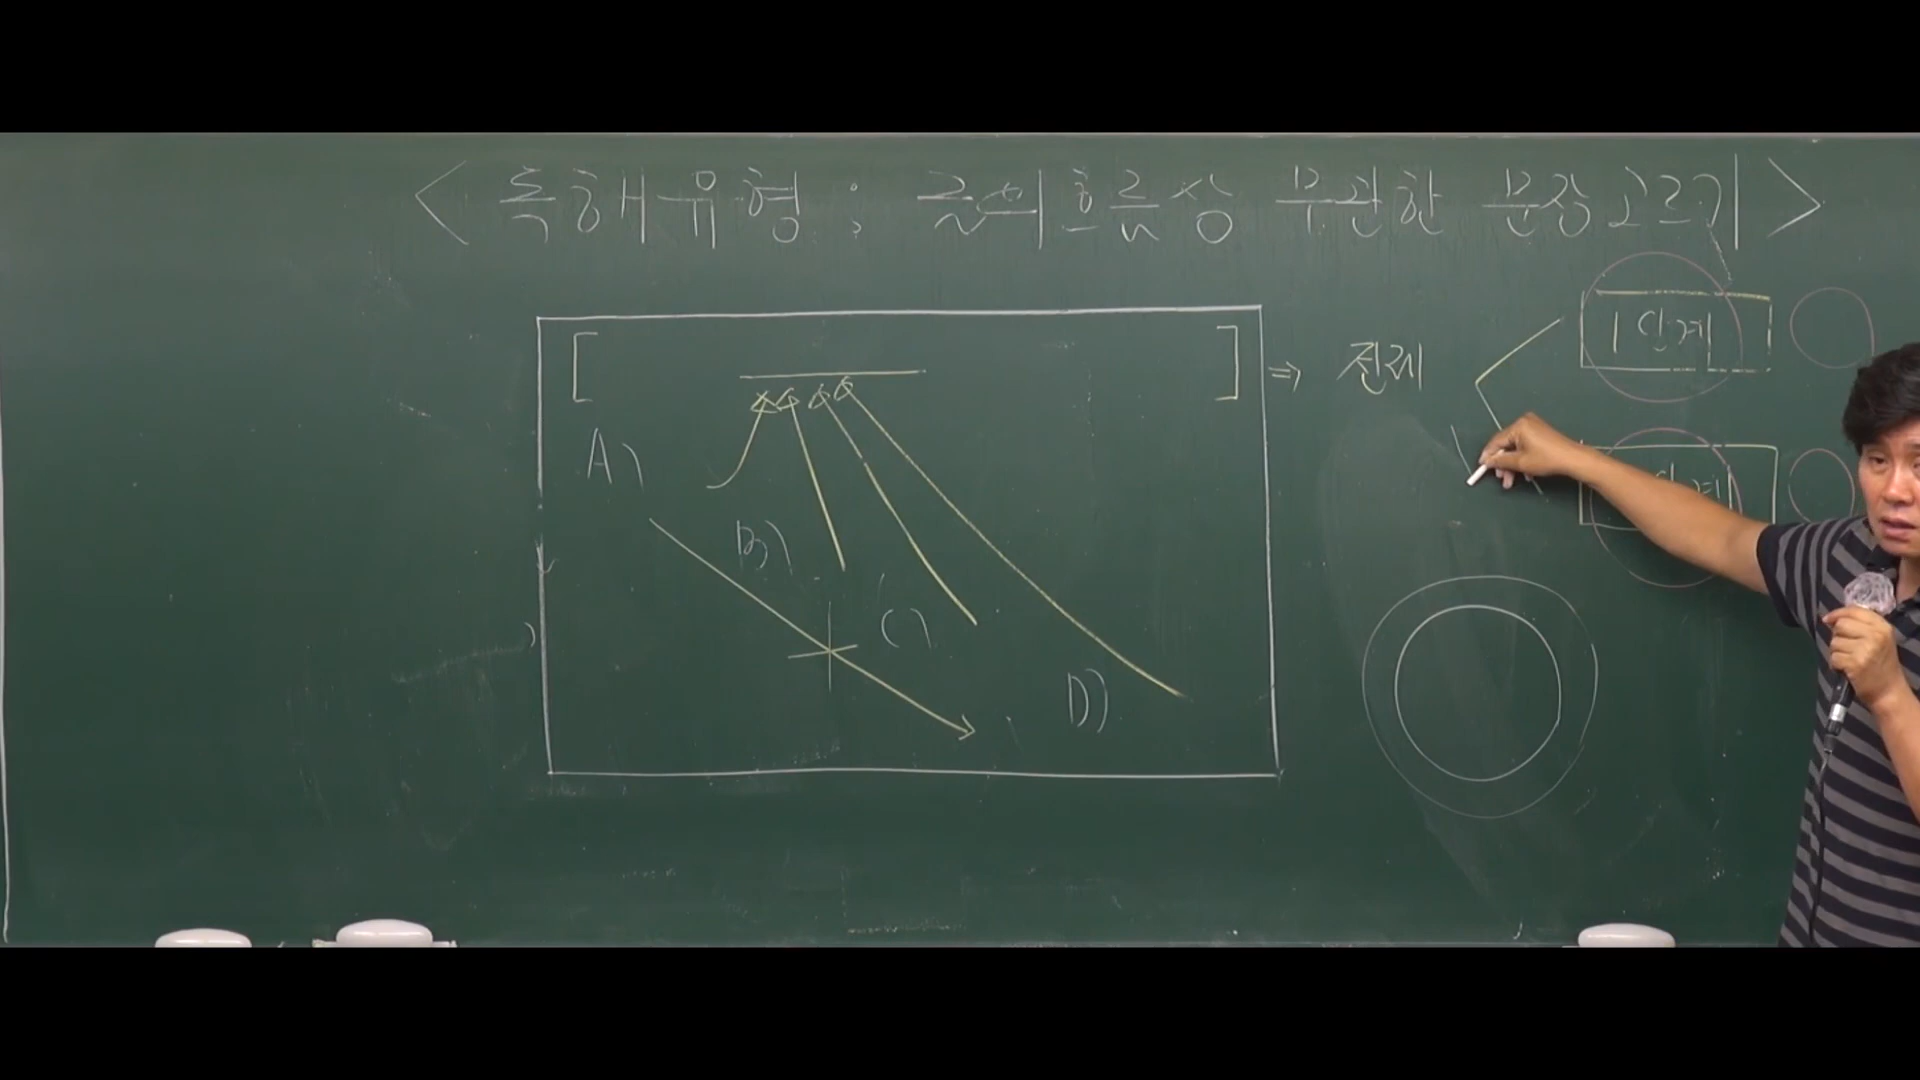 < 독해유형 : 글의 흐름상 무관한 문장 고르기 >
[ ] ⇒ 전제
1단계
A)
B)
C)
D)